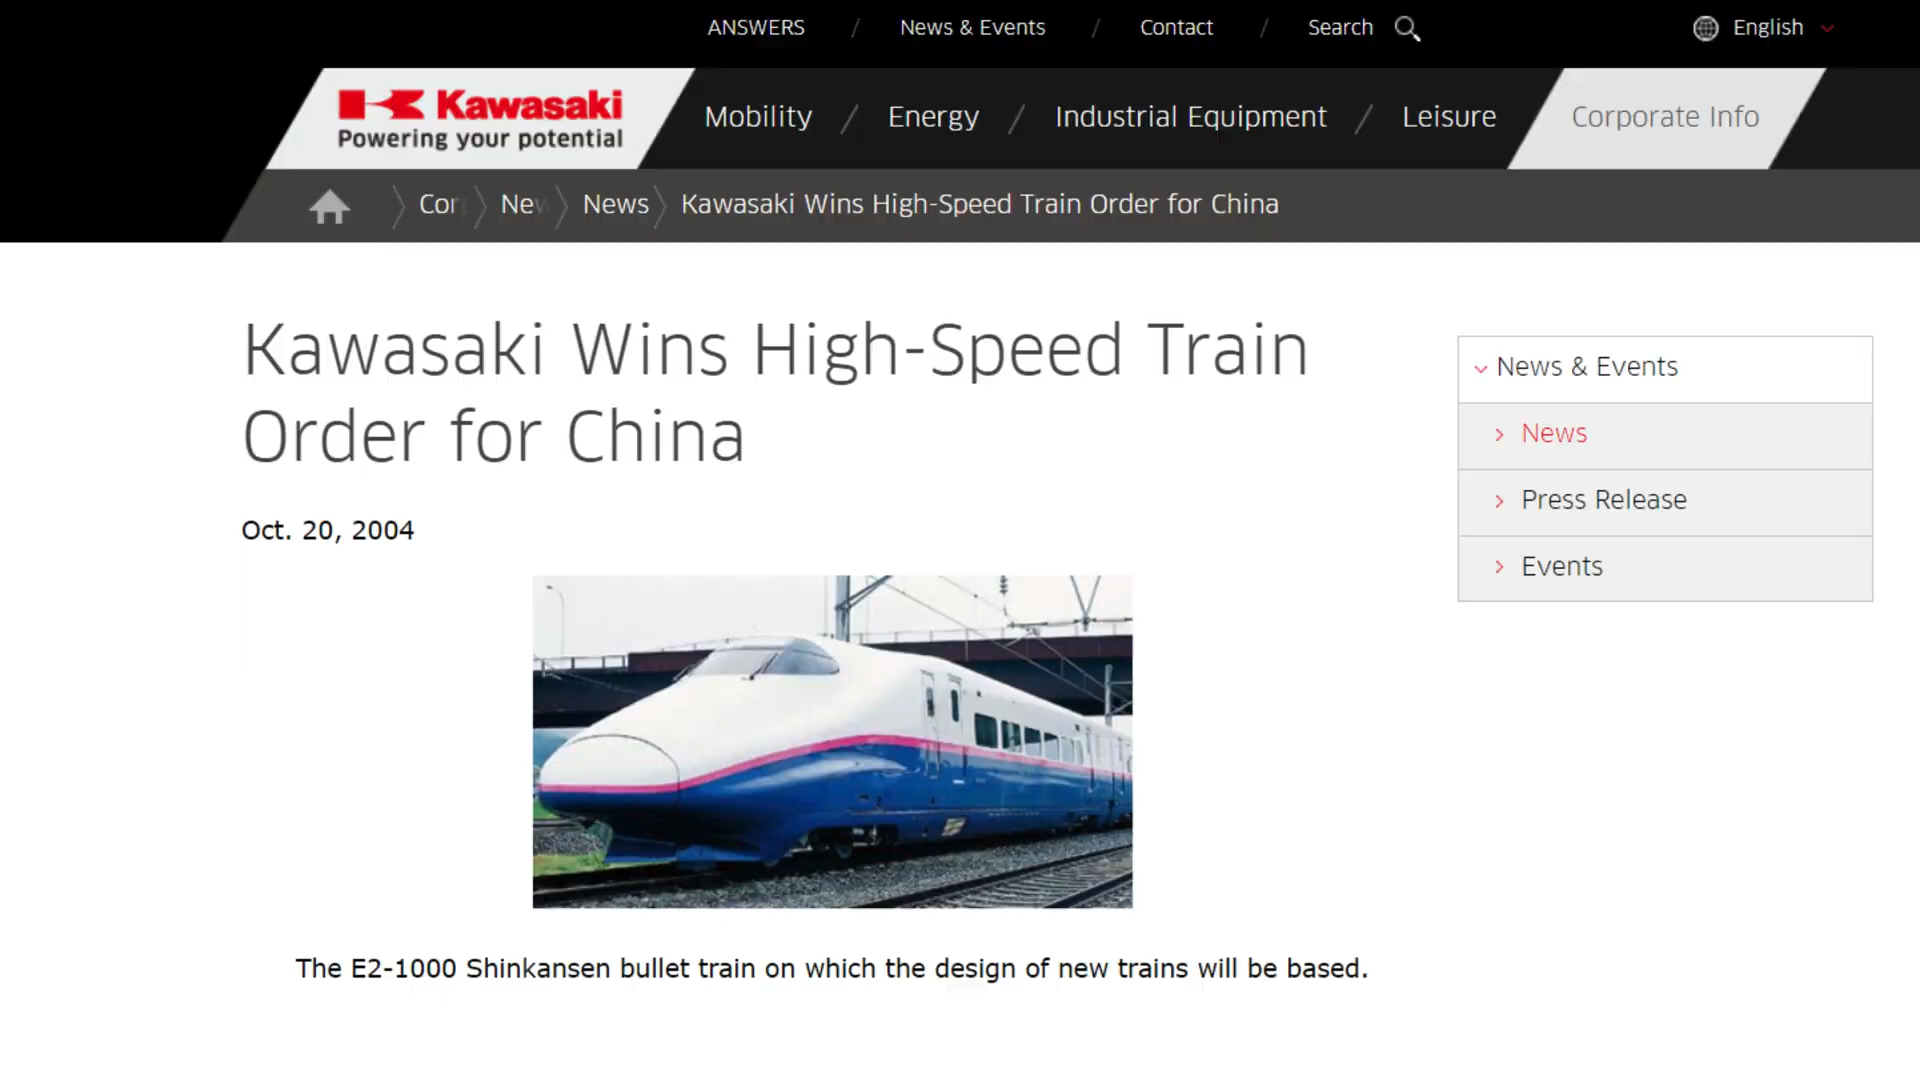 ANSWERS / News & Events / Contact / Search English
Kawasaki
Powering your potential
Mobility / Energy / Industrial Equipment / Leisure Corporate Info
News Kawasaki Wins High-Speed Train Order for China
Kawasaki Wins High-Speed Train
Order for China
Oct. 20, 2004
The E2-1000 Shinkansen bullet train on which the design of new trains will be based.
News & Events
News
Press Release
Events